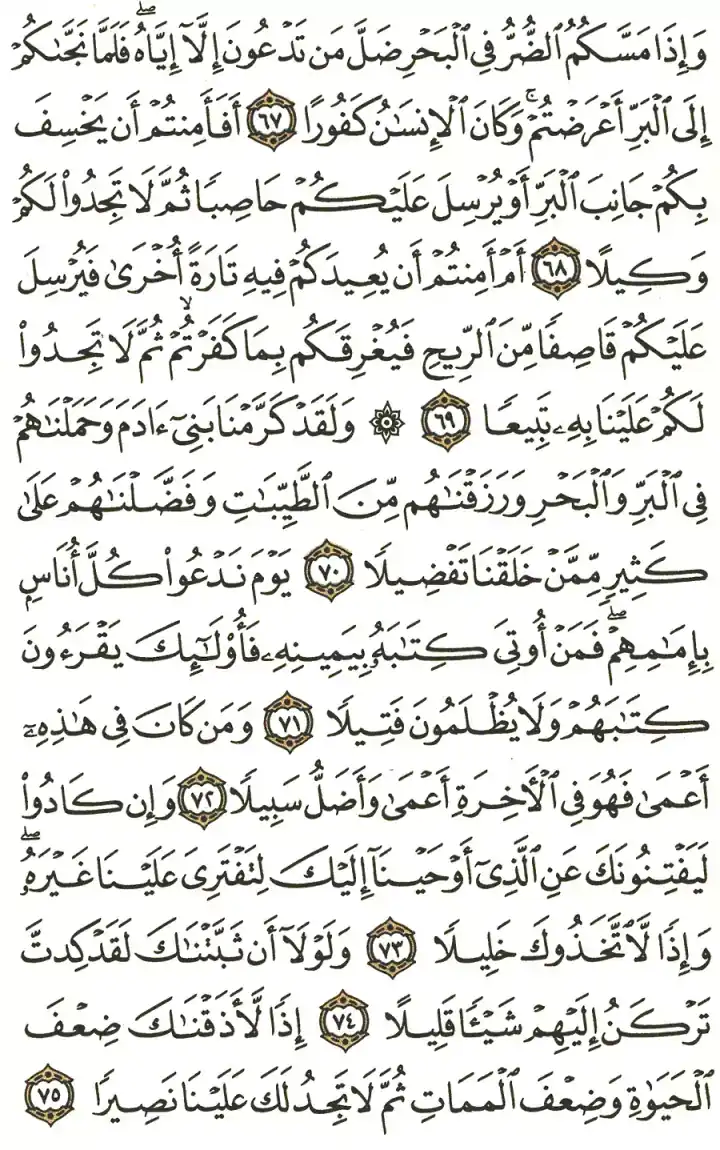 وَإِذَا مَسَّكُمُ ٱلضُّرُّ فِى ٱلْبَحْرِ ضَلَّ مَن تَدْعُونَ إِلَّآ إِيَّاهُ ۖ فَلَمَّا نَجَّىٰكُمْ
إِلَى ٱلْبَرِّ أَعْرَضْتُمْ ۚ وَكَانَ ٱلْإِنسَٰنُ كَفُورًا ٦٧ أَفَأَمِنتُمْ أَن يَخْسِفَ
بِكُمْ جَانِبَ ٱلْبَرِّ أَوْ يُرْسِلَ عَلَيْكُمْ حَاصِبًا ثُمَّ لَا تَجِدُوا۟ لَكُمْ
وَكِيلًا ٦٨ أَمْ أَمِنتُمْ أَن يُعِيدَكُمْ فِيهِ تَارَةً أُخْرَىٰ فَيُرْسِلَ
عَلَيْكُمْ قَاصِفًا مِّنَ ٱلرِّيحِ فَيُغْرِقَكُم بِمَا كَفَرْتُمْ ۙ ثُمَّ لَا تَجِدُوا۟
لَكُمْ عَلَيْنَا بِهِۦ تَبِيعًا ٦٩ ۞ وَلَقَدْ كَرَّمْنَا بَنِىٓ ءَادَمَ وَحَمَلْنَٰهُمْ
فِى ٱلْبَرِّ وَٱلْبَحْرِ وَرَزَقْنَٰهُم مِّنَ ٱلطَّيِّبَٰتِ وَفَضَّلْنَٰهُمْ عَلَىٰ
كَثِيرٍ مِّمَّنْ خَلَقْنَا تَفْضِيلًا ٧٠ يَوْمَ نَدْعُوا۟ كُلَّ أُنَاسٍۭ
بِإِمَٰمِهِمْ ۖ فَمَنْ أُوتِىَ كِتَٰبَهُۥ بِيَمِينِهِۦ فَأُو۟لَٰٓئِكَ يَقْرَءُونَ
كِتَٰبَهُمْ وَلَا يُظْلَمُونَ فَتِيلًا ٧١ وَمَن كَانَ فِى هَٰذِهِۦٓ
أَعْمَىٰ فَهُوَ فِى ٱلْءَاخِرَةِ أَعْمَىٰ وَأَضَلُّ سَبِيلًا ٧٢ وَإِن كَادُوا۟
لَيَفْتِنُونَكَ عَنِ ٱلَّذِىٓ أَوْحَيْنَآ إِلَيْكَ لِتَفْتَرِىَ عَلَيْنَا غَيْرَهُۥ ۖ
وَإِذًا لَّٱتَّخَذُوكَ خَلِيلًا ٧٣ وَلَوْلَآ أَن ثَبَّتْنَٰكَ لَقَدْ كِدتَّ
تَرْكَنُ إِلَيْهِمْ شَيْـًٔا قَلِيلًا ٧٤ إِذًا لَّأَذَقْنَٰكَ ضِعْفَ
ٱلْحَيَوٰةِ وَضِعْفَ ٱلْمَمَاتِ ثُمَّ لَا تَجِدُ لَكَ عَلَيْنَا نَصِيرًا ٧٥